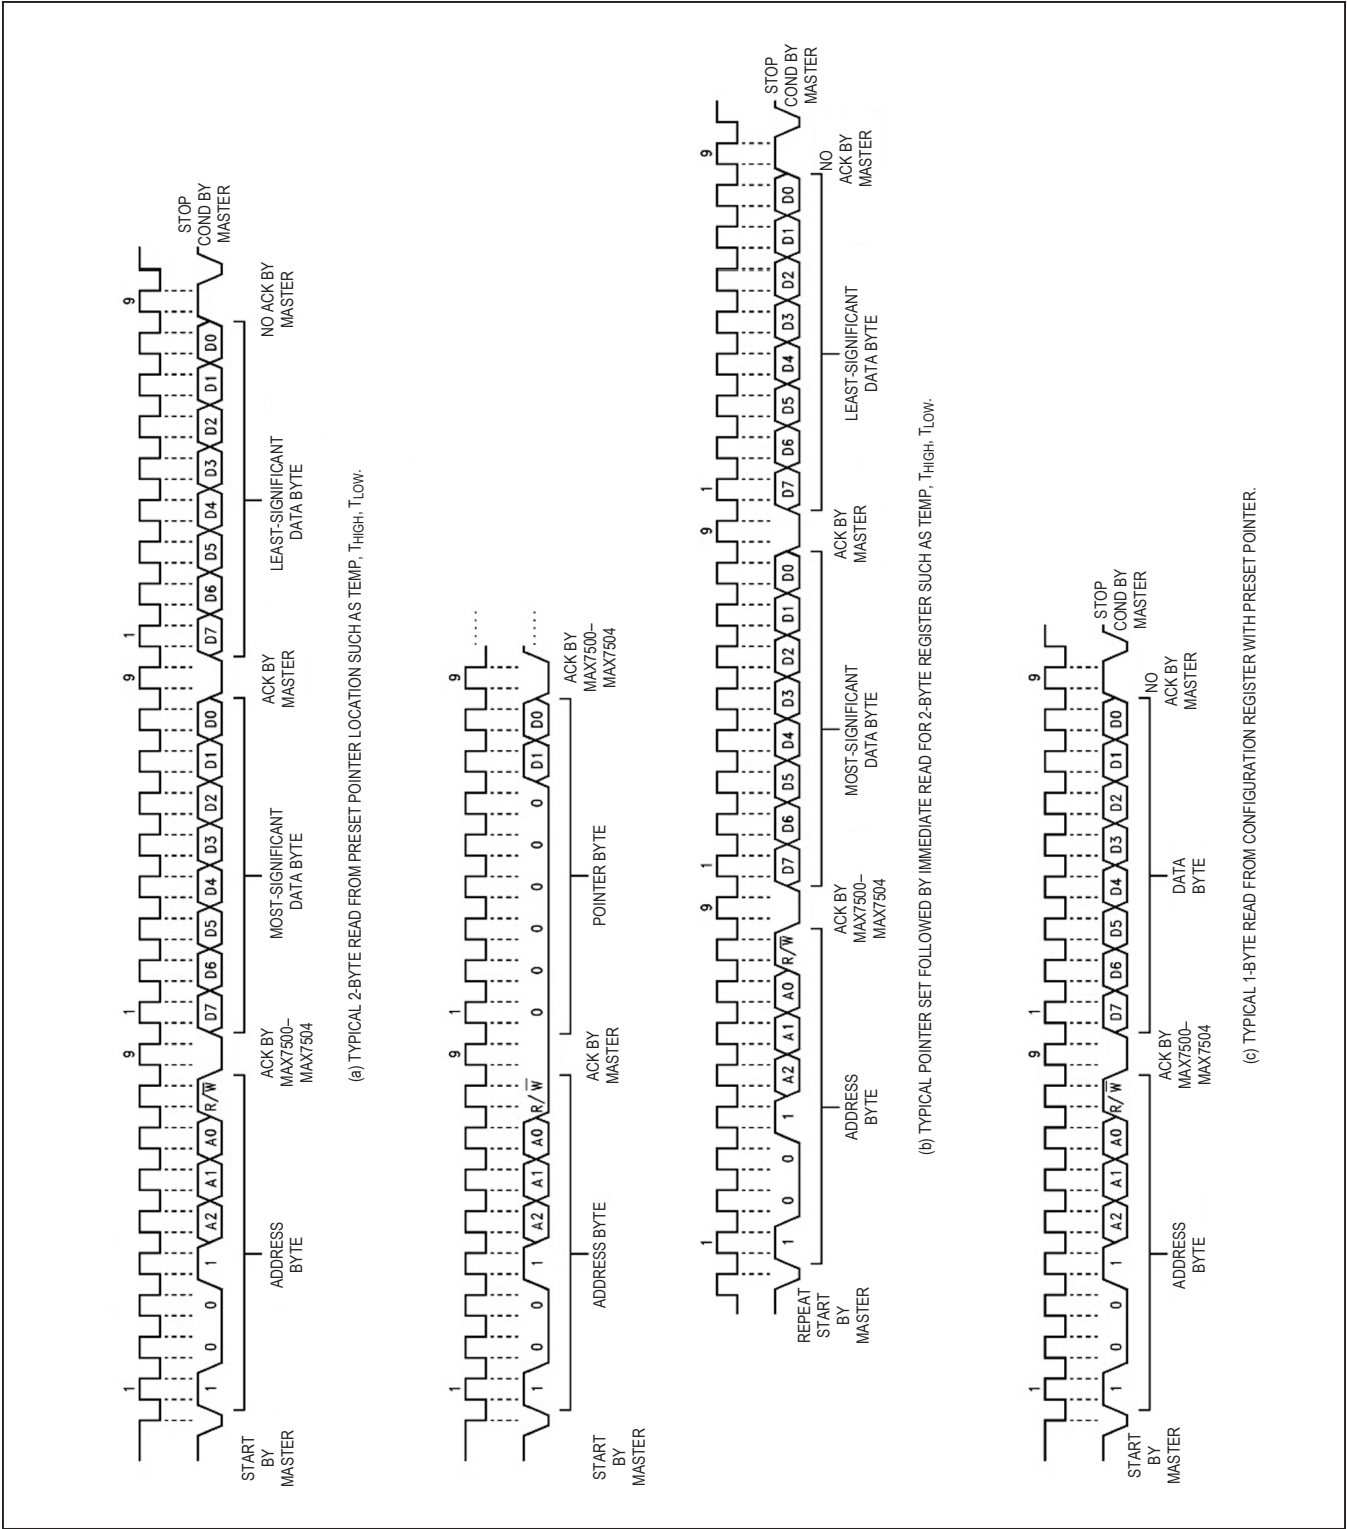 1 9 1 9 1 9
1 0 0 1 A2 A1 A0 R/W̅ D7 D6 D5 D4 D3 D2 D1 D0 D7 D6 D5 D4 D3 D2 D1 D0
START
BY
MASTER
ADDRESS
BYTE
ACK BY
MAX7500–
MAX7504
MOST-SIGNIFICANT
DATA BYTE
ACK BY
MASTER
LEAST-SIGNIFICANT
DATA BYTE
NO ACK BY
MASTER
STOP
COND BY
MASTER
(a) TYPICAL 2-BYTE READ FROM PRESET POINTER LOCATION SUCH AS TEMP, THIGH, TLOW.
1 9 1 9
1 0 0 1 A2 A1 A0 R/W̅ 0 0 0 0 0 0 D1 D0
START
BY
MASTER
ADDRESS BYTE
ACK BY
MASTER
POINTER BYTE
ACK BY
MAX7500–
MAX7504
1 9 1 9 1 9
1 0 0 1 A2 A1 A0 R/W̅ D7 D6 D5 D4 D3 D2 D1 D0 D7 D6 D5 D4 D3 D2 D1 D0
REPEAT
START
BY
MASTER
ADDRESS
BYTE
ACK BY
MAX7500–
MAX7504
MOST-SIGNIFICANT
DATA BYTE
ACK BY
MASTER
LEAST-SIGNIFICANT
DATA BYTE
NO
ACK BY
MASTER
STOP
COND BY
MASTER
(b) TYPICAL POINTER SET FOLLOWED BY IMMEDIATE READ FOR 2-BYTE REGISTER SUCH AS TEMP, THIGH, TLOW.
1 9 1 9
1 0 0 1 A2 A1 A0 R/W̅ D7 D6 D5 D4 D3 D2 D1 D0
START
BY
MASTER
ADDRESS
BYTE
ACK BY
MAX7500–
MAX7504
DATA
BYTE
NO
ACK BY
MASTER
STOP
COND BY
MASTER
(c) TYPICAL 1-BYTE READ FROM CONFIGURATION REGISTER WITH PRESET POINTER.